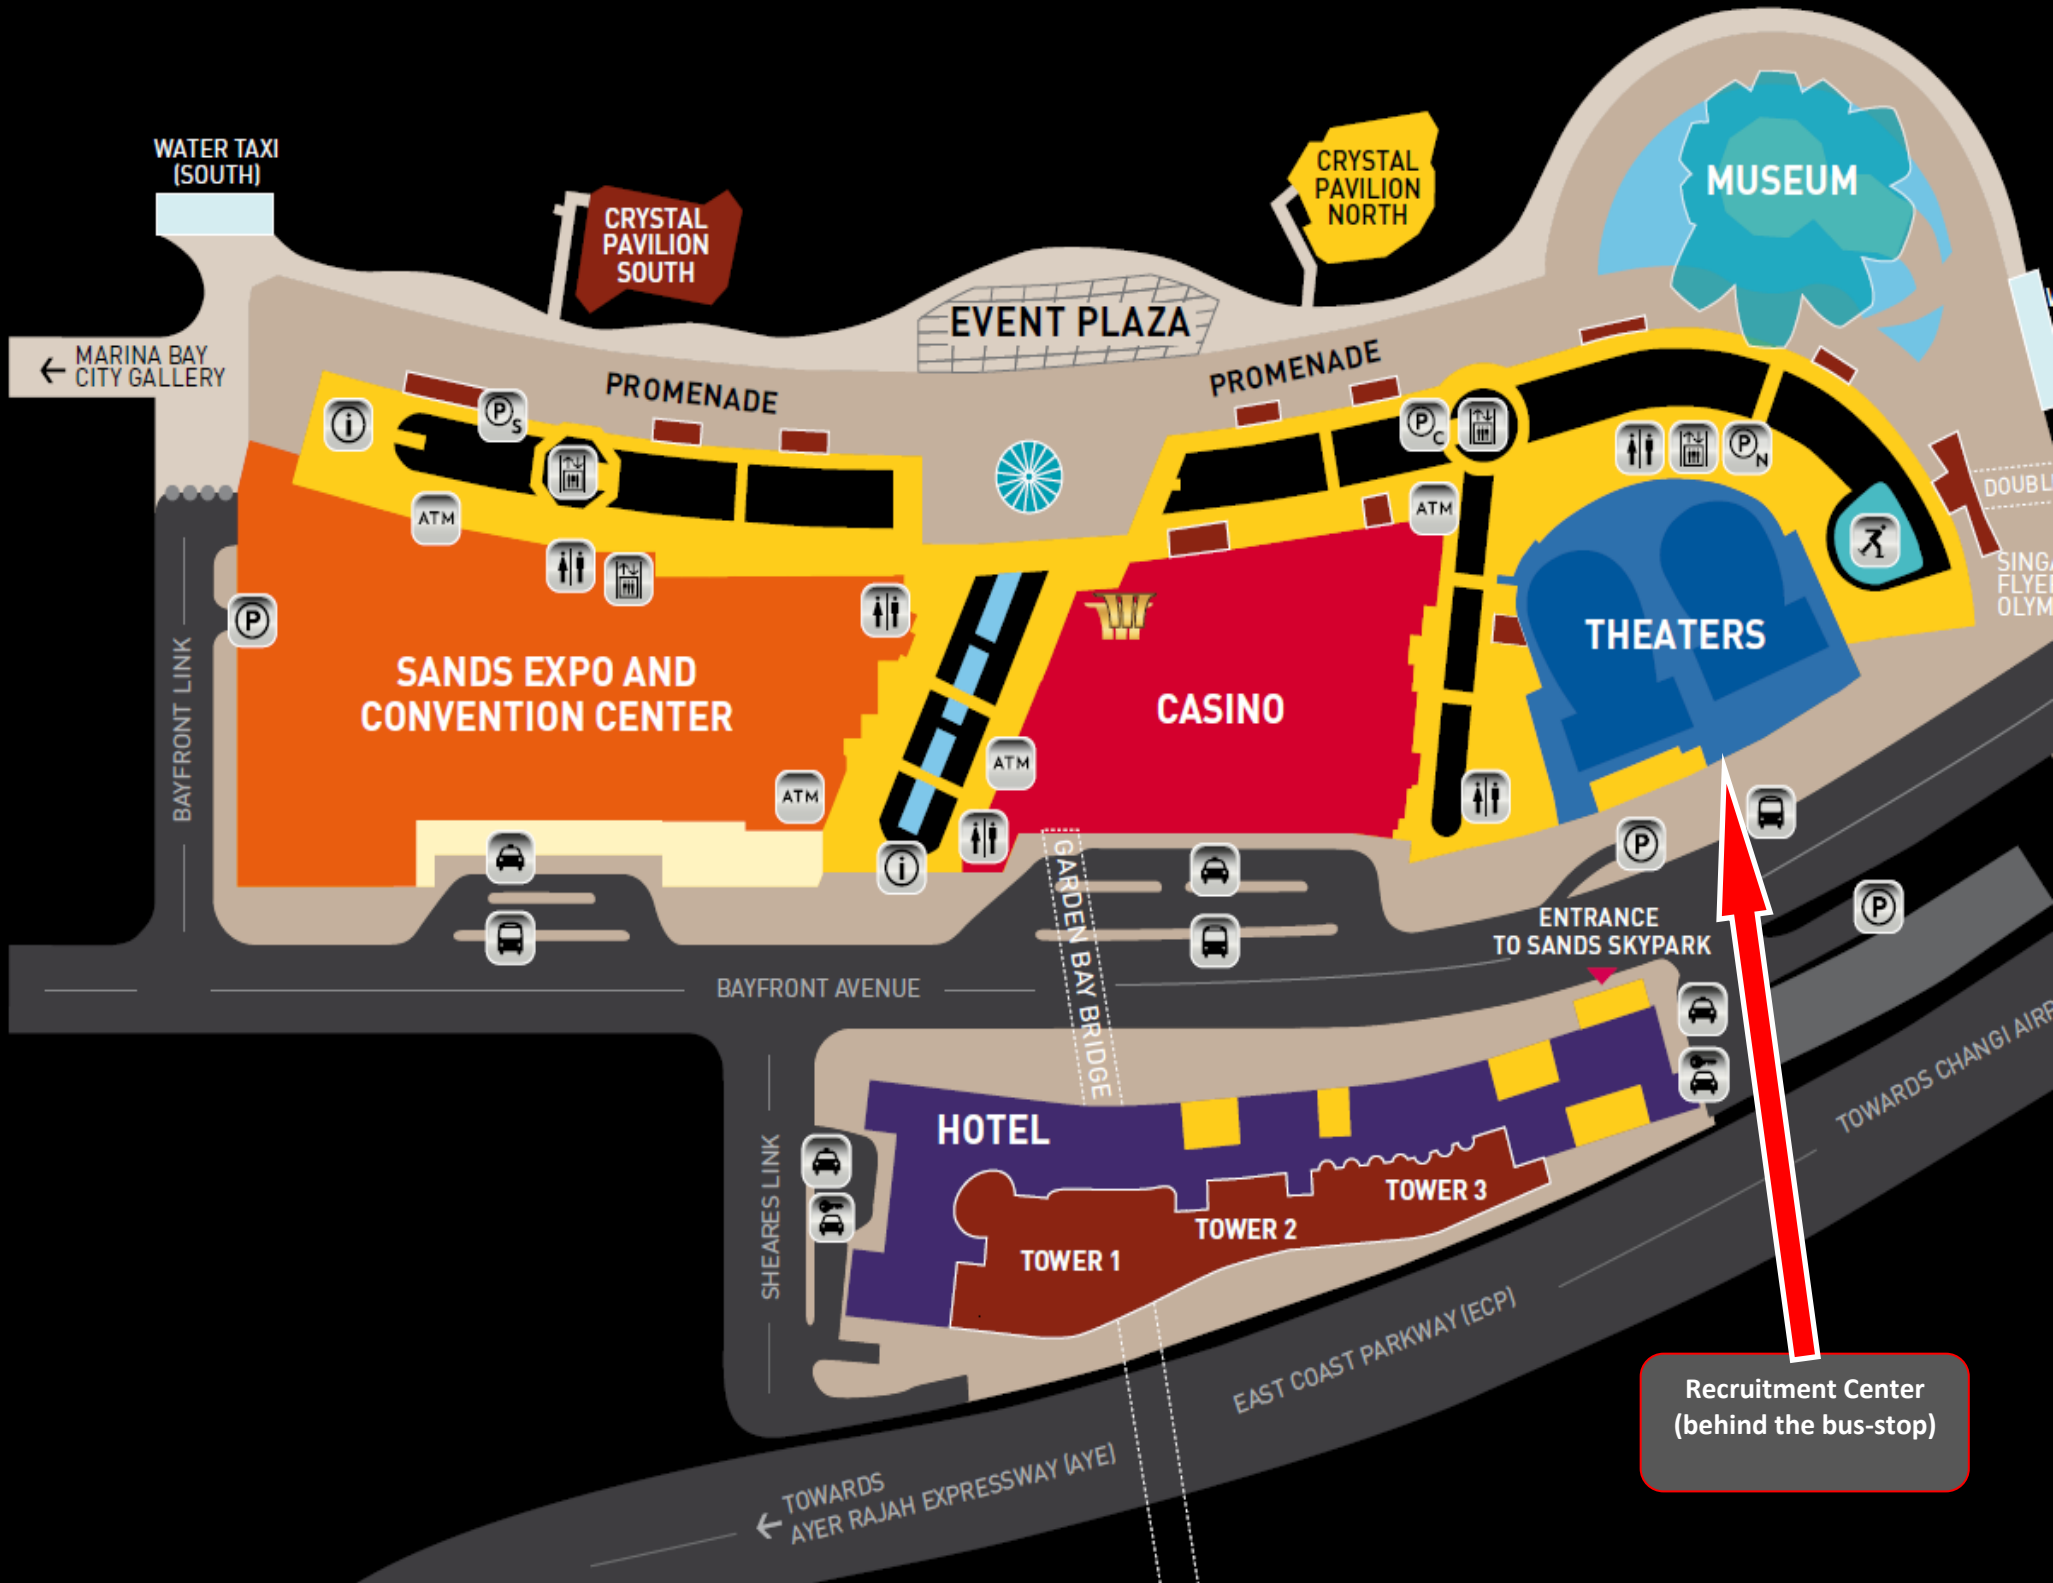 WATER TAXI
(SOUTH)
CRYSTAL
PAVILION
SOUTH
CRYSTAL
PAVILION
NORTH
MUSEUM
EVENT PLAZA
MARINA BAY
CITY GALLERY
PROMENADE
PROMENADE
i
P S
P C
P N
ATM
ATM
P
SANDS EXPO AND
CONVENTION CENTER
CASINO
THEATERS
ATM
ATM
i
P
P
BAYFRONT LINK
GARDEN BAY BRIDGE
ENTRANCE
TO SANDS SKYPARK
BAYFRONT AVENUE
HOTEL
TOWER 1
TOWER 2
TOWER 3
SHEARES LINK
TOWARDS CHANGI
EAST COAST PARKWAY (ECP)
TOWARDS
AYER RAJAH EXPRESSWAY (AYE)
Recruitment Center
(behind the bus-stop)